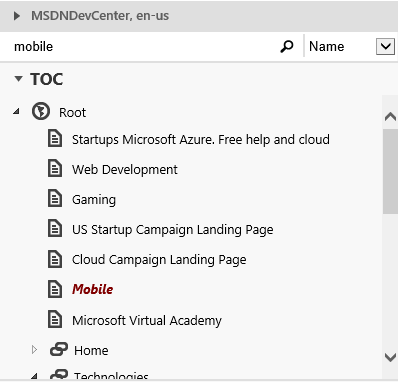 MSDNDevCenter, en-us
mobile Name
TOC
Root
Startups Microsoft Azure. Free help and cloud
Web Development
Gaming
US Startup Campaign Landing Page
Cloud Campaign Landing Page
Mobile
Microsoft Virtual Academy
Home
Technologies